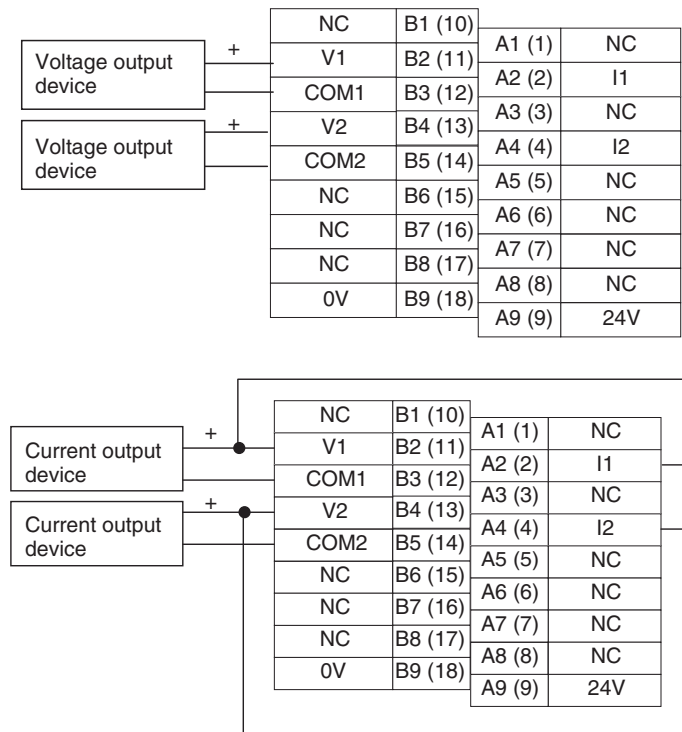 NC B1 (10)
A1 (1) NC
Voltage output device
+
V1 B2 (11)
A2 (2) I1
COM1 B3 (12)
A3 (3) NC
Voltage output device
+
V2 B4 (13)
A4 (4) I2
COM2 B5 (14)
A5 (5) NC
NC B6 (15)
A6 (6) NC
NC B7 (16)
A7 (7) NC
NC B8 (17)
A8 (8) NC
0V B9 (18)
A9 (9) 24V
NC B1 (10)
A1 (1) NC
Current output device
+
V1 B2 (11)
A2 (2) I1
COM1 B3 (12)
A3 (3) NC
Current output device
+
V2 B4 (13)
A4 (4) I2
COM2 B5 (14)
A5 (5) NC
NC B6 (15)
A6 (6) NC
NC B7 (16)
A7 (7) NC
NC B8 (17)
A8 (8) NC
0V B9 (18)
A9 (9) 24V